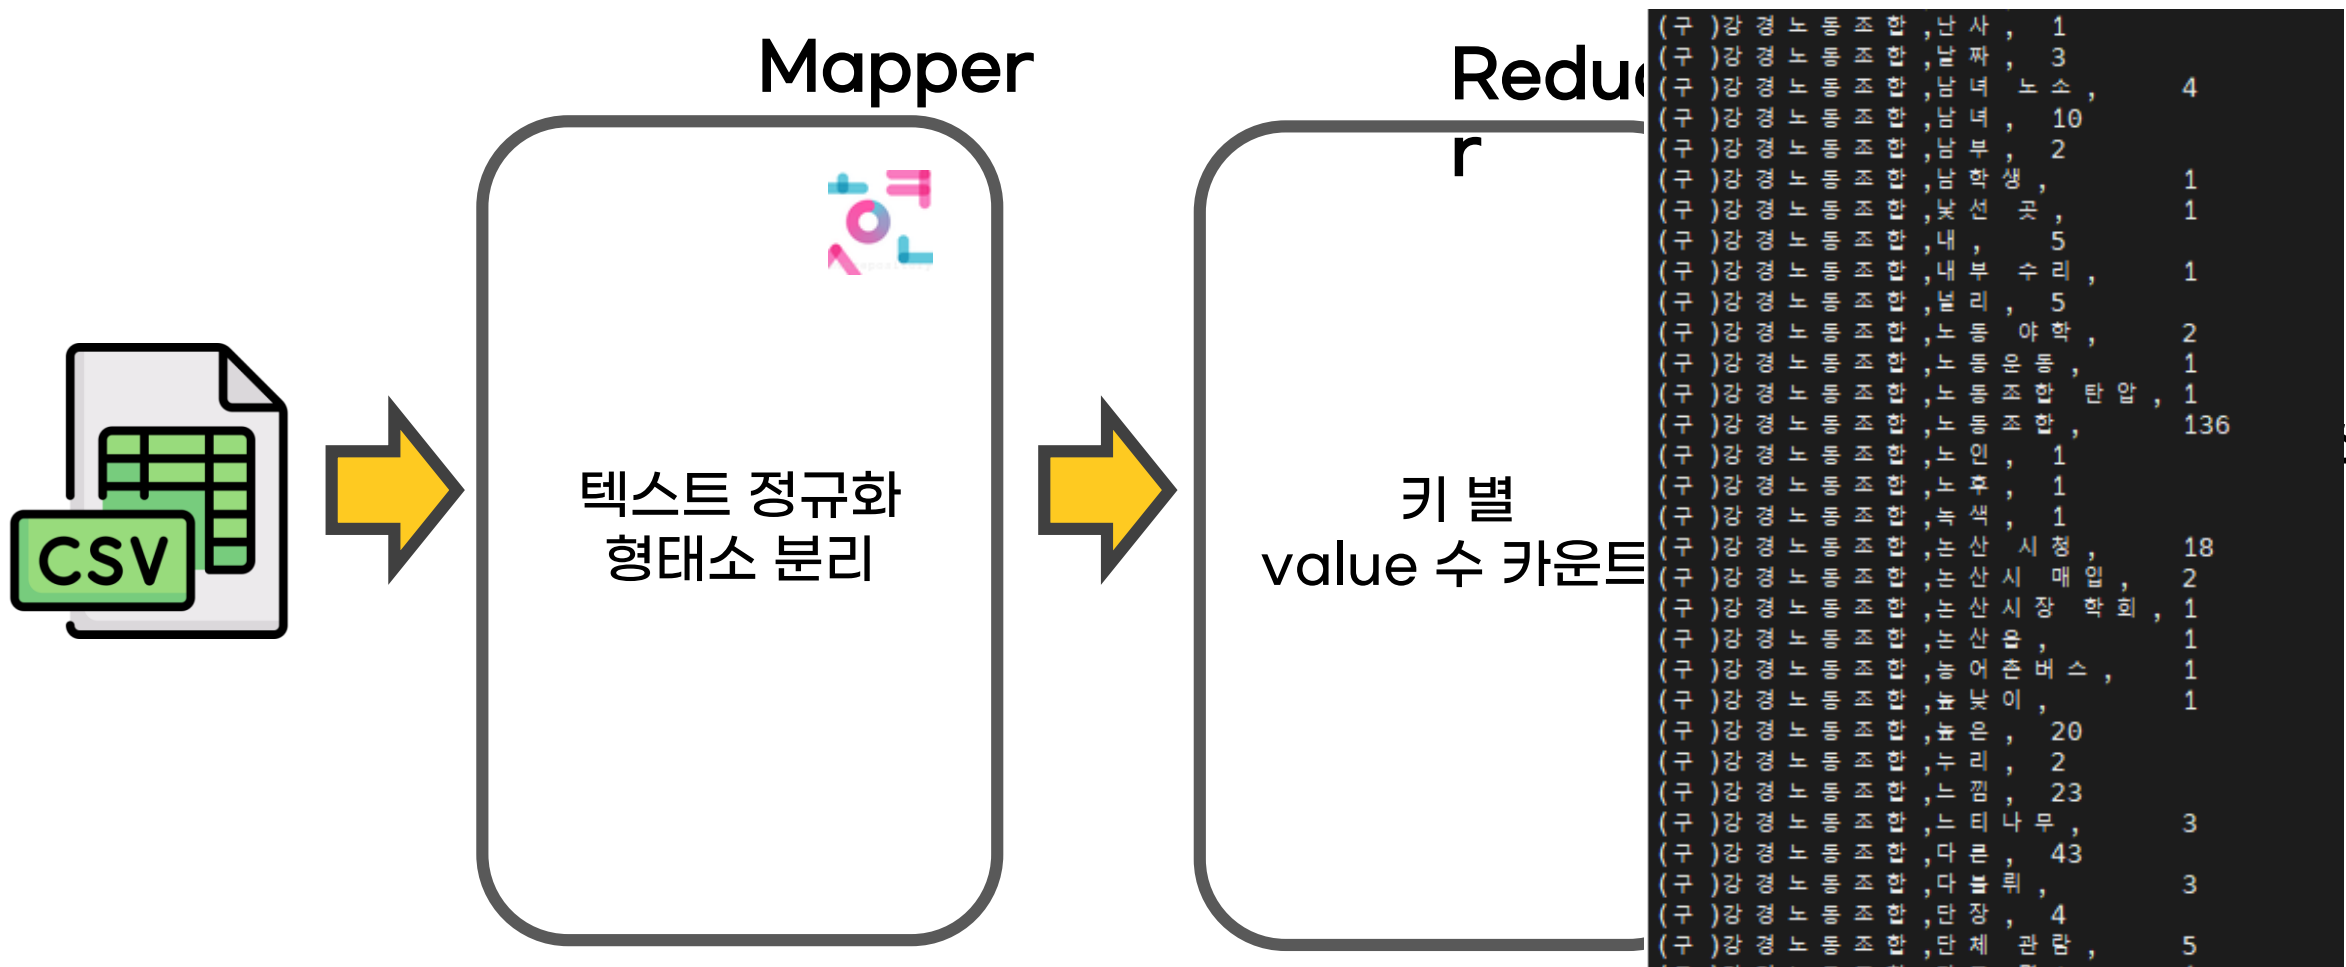 Mapper
텍스트 정규화
형태소 분리
CSV
Reduc
r
키 별
value 수 카운트
(구)강경노동조합,난사, 1
(구)강경노동조합,날짜, 3
(구)강경노동조합,남녀 노소, 4
(구)강경노동조합,남녀, 10
(구)강경노동조합,남부, 2
(구)강경노동조합,남학생, 1
(구)강경노동조합,낯선 곳, 1
(구)강경노동조합,내, 5
(구)강경노동조합,내부 수리, 1
(구)강경노동조합,널리, 5
(구)강경노동조합,노동 야학, 2
(구)강경노동조합,노동운동, 1
(구)강경노동조합,노동조합 탄압, 1
(구)강경노동조합,노동조합, 136
(구)강경노동조합,노인, 1
(구)강경노동조합,노후, 1
(구)강경노동조합,녹색, 1
(구)강경노동조합,논산 시청, 18
(구)강경노동조합,논산시 매입, 2
(구)강경노동조합,논산시장 학회, 1
(구)강경노동조합,논산읍, 1
(구)강경노동조합,농어촌버스, 1
(구)강경노동조합,높낮이, 1
(구)강경노동조합,높은, 20
(구)강경노동조합,누리, 2
(구)강경노동조합,느낌, 23
(구)강경노동조합,느티나무, 3
(구)강경노동조합,다른, 43
(구)강경노동조합,다블뤼, 3
(구)강경노동조합,단장, 4
(구)강경노동조합,단체 관람, 5